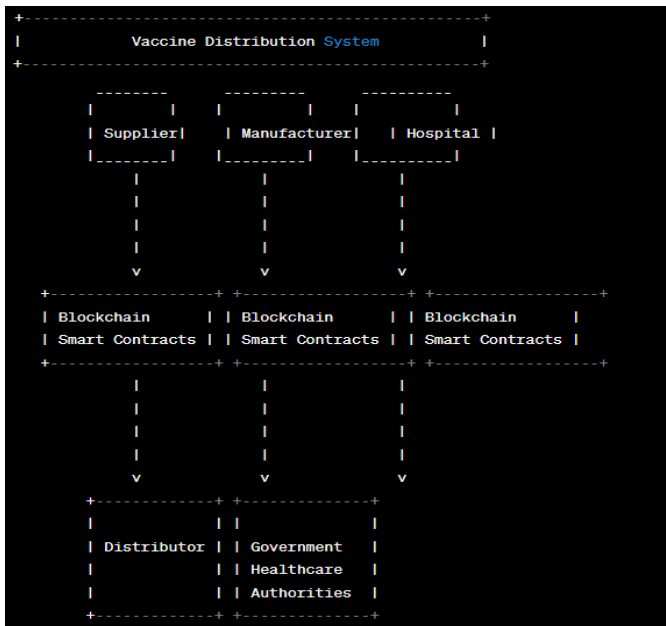 Vaccine Distribution System
Supplier Manufacturer Hospital
v v v
Blockchain Blockchain Blockchain
Smart Contracts Smart Contracts Smart Contracts
v v v
Distributor Government
Healthcare
Authorities